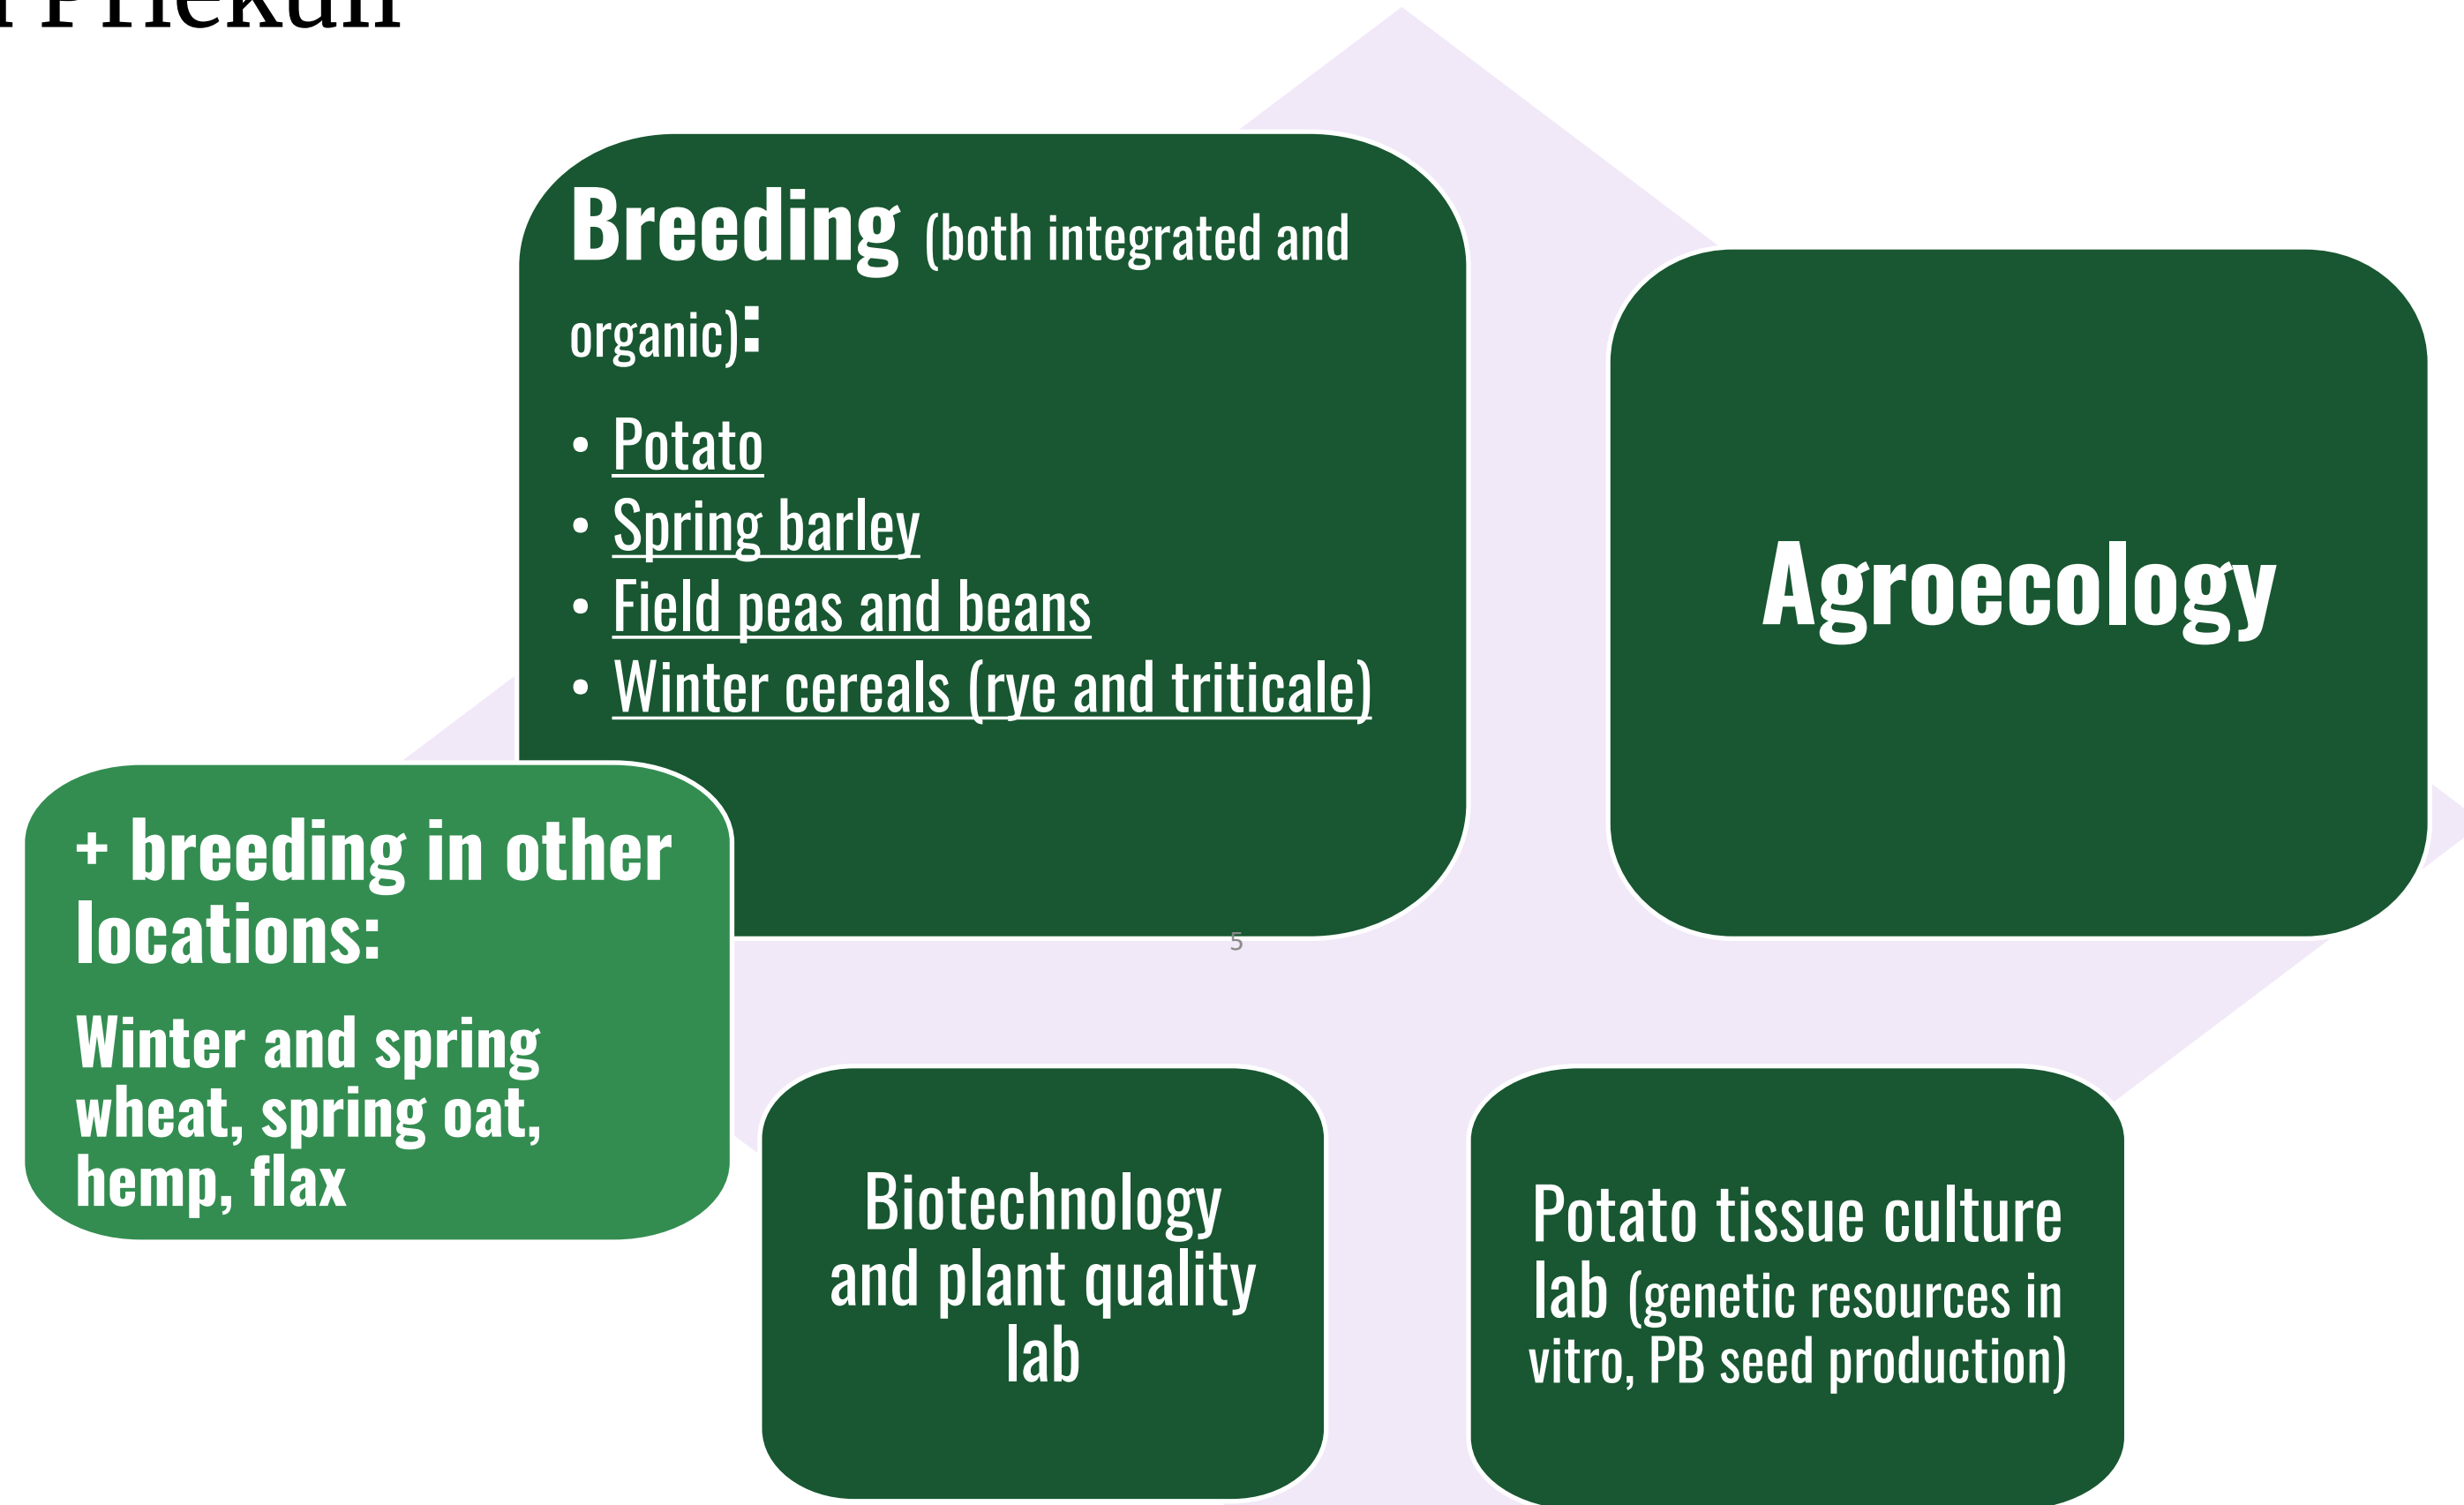 Breeding (both integrated and
organic):
• Potato
• Spring barley
• Field peas and beans
• Winter cereals (rye and triticale)
Agroecology
+ breeding in other
locations:
Winter and spring
wheat, spring oat,
hemp, flax
5
Biotechnology
and plant quality
lab
Potato tissue culture
lab (genetic resources in
vitro, PB seed production)